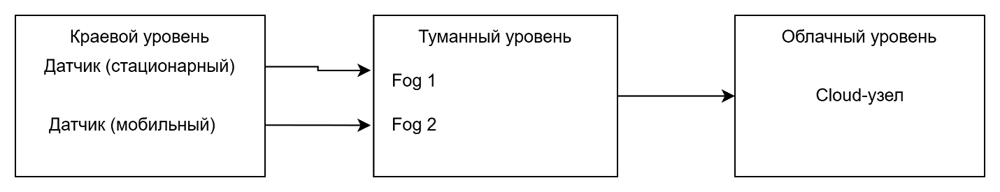 Краевой уровень
Датчик (стационарный)
Датчик (мобильный)
Туманный уровень
Fog 1
Fog 2
Облачный уровень
Cloud-узел